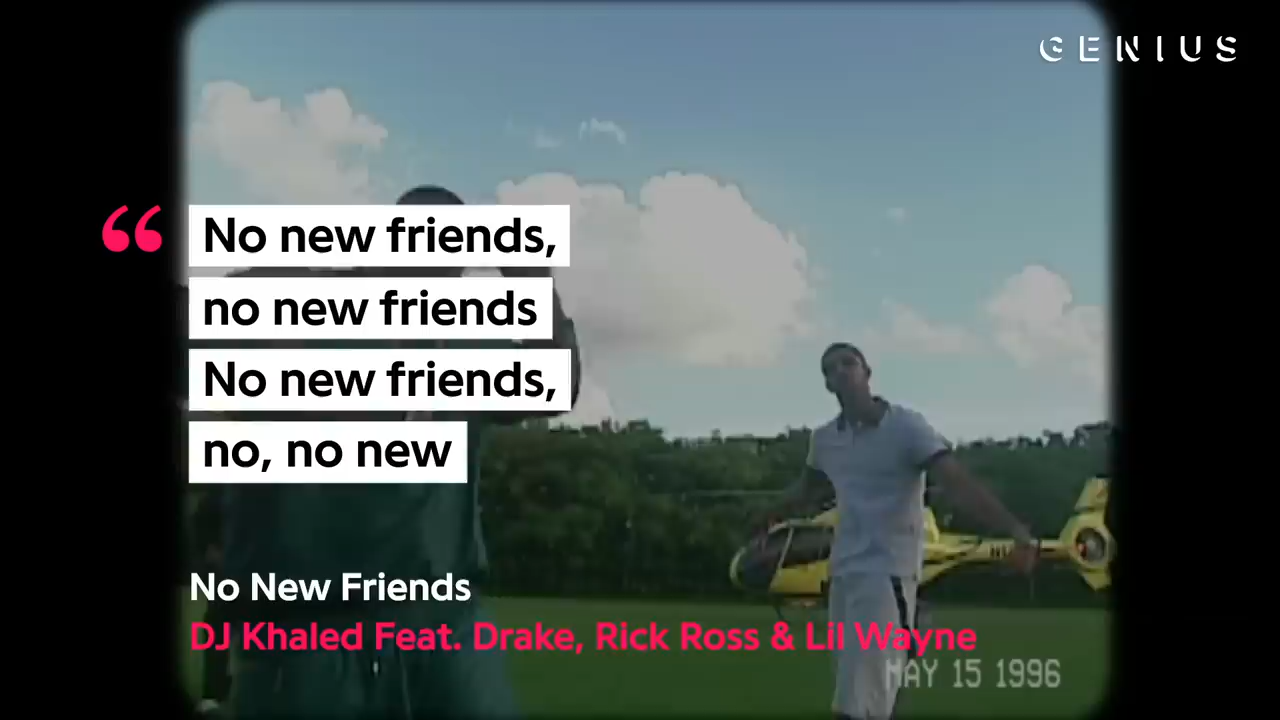 GENIUS
“ No new friends,
no new friends
No new friends,
no, no new
No New Friends
DJ Khaled Feat. Drake, Rick Ross & Lil Wayne
MAY 15 1996